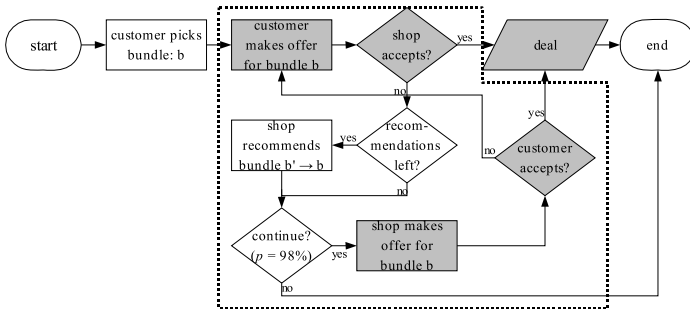 start
customer picks
bundle: b
customer
makes offer
for bundle b
shop
accepts?
yes
deal
end
no
shop
recommends
bundle b' → b
yes
recom-
mendations
left?
no
no
yes
customer
accepts?
continue?
(p = 98%)
yes
shop makes
offer for
bundle b
no